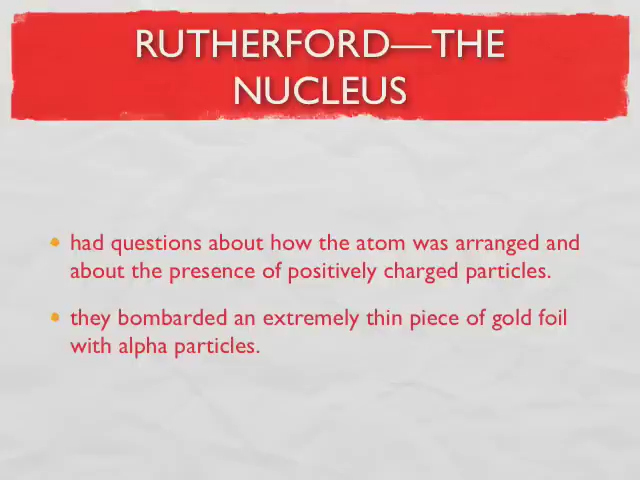 RUTHERFORD—THE
NUCLEUS
had questions about how the atom was arranged and
about the presence of positively charged particles.
they bombarded an extremely thin piece of gold foil
with alpha particles.